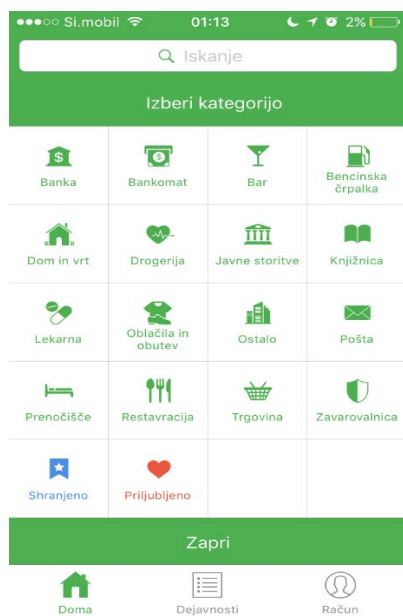 Si.mobil 01:13 2%
Iskanje
Izberi kategorijo
Banka Bankomat Bar Bencinska
črpalka
Dom in vrt Drogerija Javne storitve Knjižnica
Lekarna Oblačila in
obutev Ostalo Pošta
Prenočišče Restavracija Trgovina Zavarovalnica
Shranjeno Priljubljeno
Zapri
Doma Dejavnosti Račun